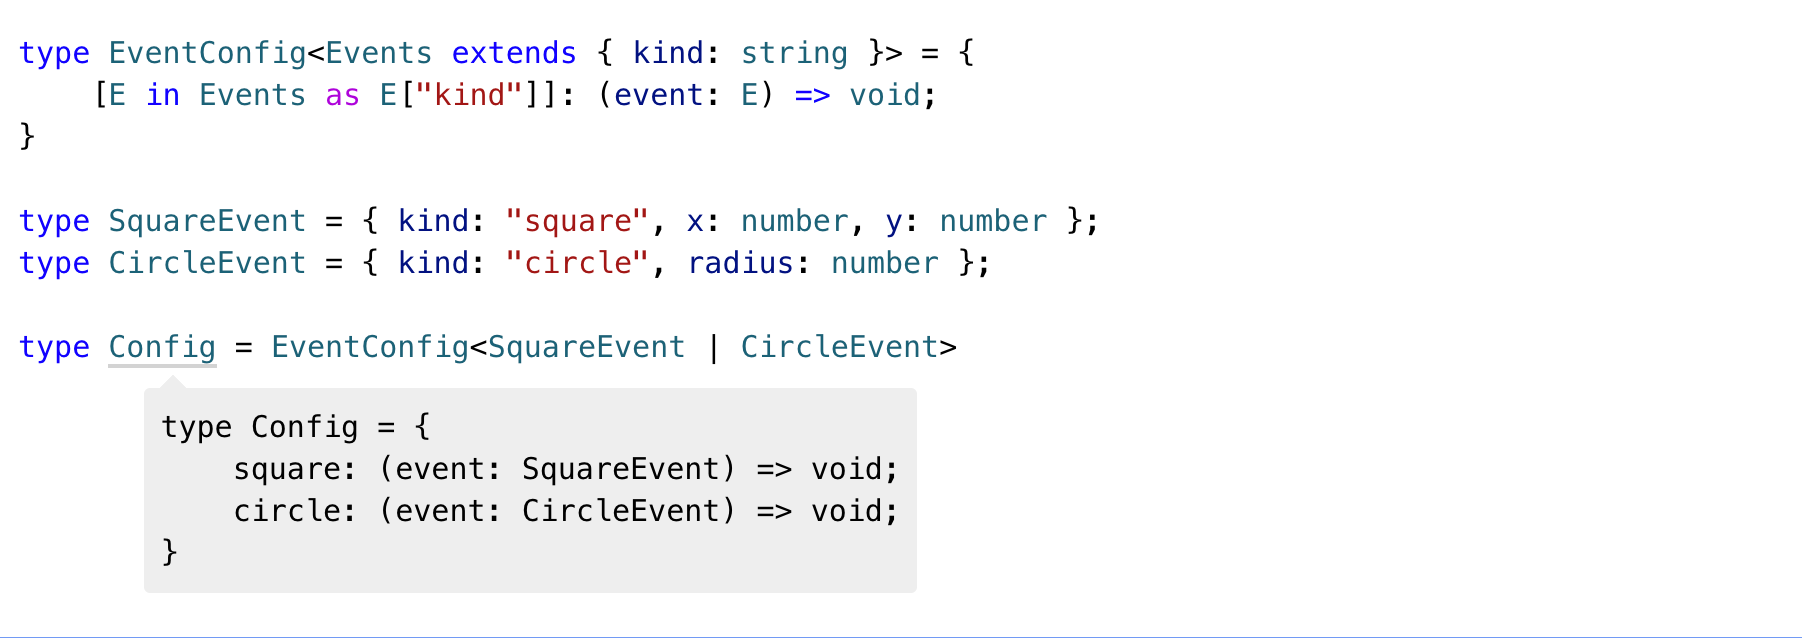 type EventConfig<Events extends { kind: string }> = {
    [E in Events as E["kind"]]: (event: E) => void;
}
type SquareEvent = { kind: "square", x: number, y: number };
type CircleEvent = { kind: "circle", radius: number };
type Config = EventConfig<SquareEvent | CircleEvent>
type Config = {
    square: (event: SquareEvent) => void;
    circle: (event: CircleEvent) => void;
}